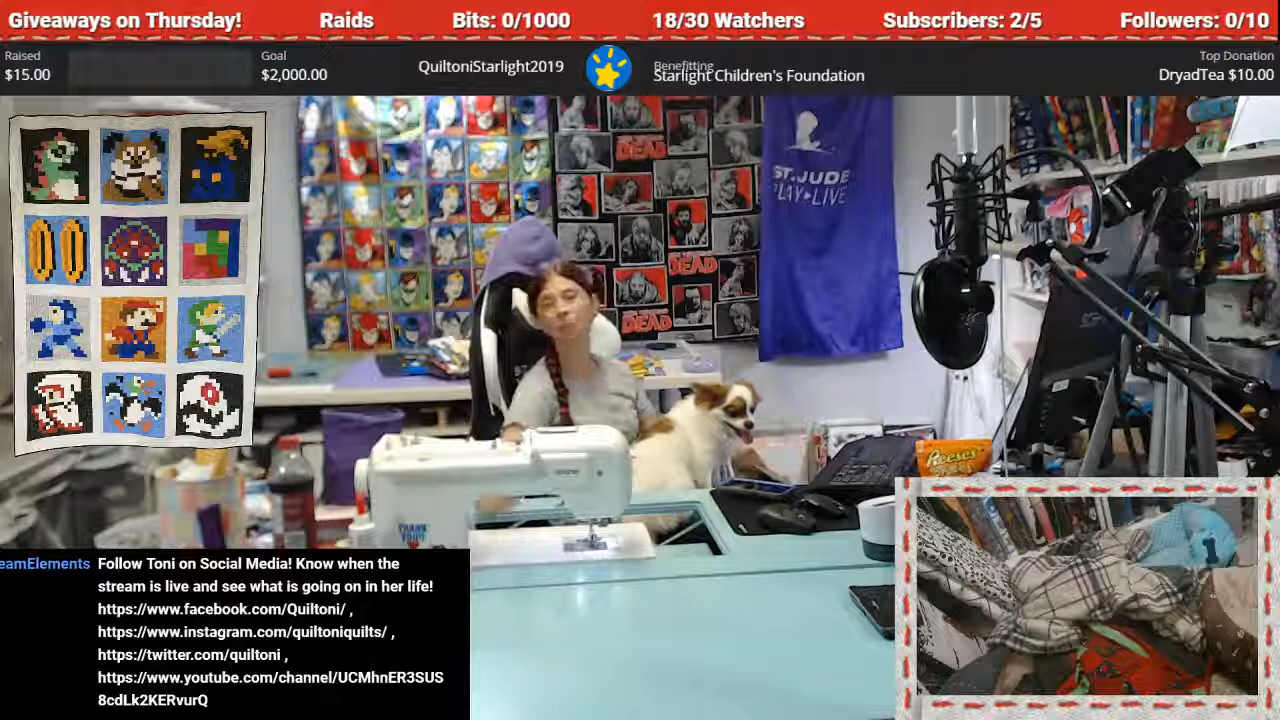 Giveaways on Thursday! Raids Bits: 0/1000 18/30 Watchers Subscribers: 2/5 Followers: 0/10
Raised
$15.00
Goal
$2,000.00
QuiltoniStarlight2019
Benefitting
Starlight Children's Foundation
Top Donation
DryadTea $10.00
DEAD
ST. JUDE
PLAY LIVE
DEAD
DEAD
Reese's
brother
THANK
YOU!
eamElements Follow Toni on Social Media! Know when the
stream is live and see what is going on in her life!
https://www.facebook.com/Quiltoni/ ,
https://www.instagram.com/quiltoniquilts/ ,
https://twitter.com/quiltoni ,
https://www.youtube.com/channel/UCMhnER3SUS
8cdLk2KERvurQ
1